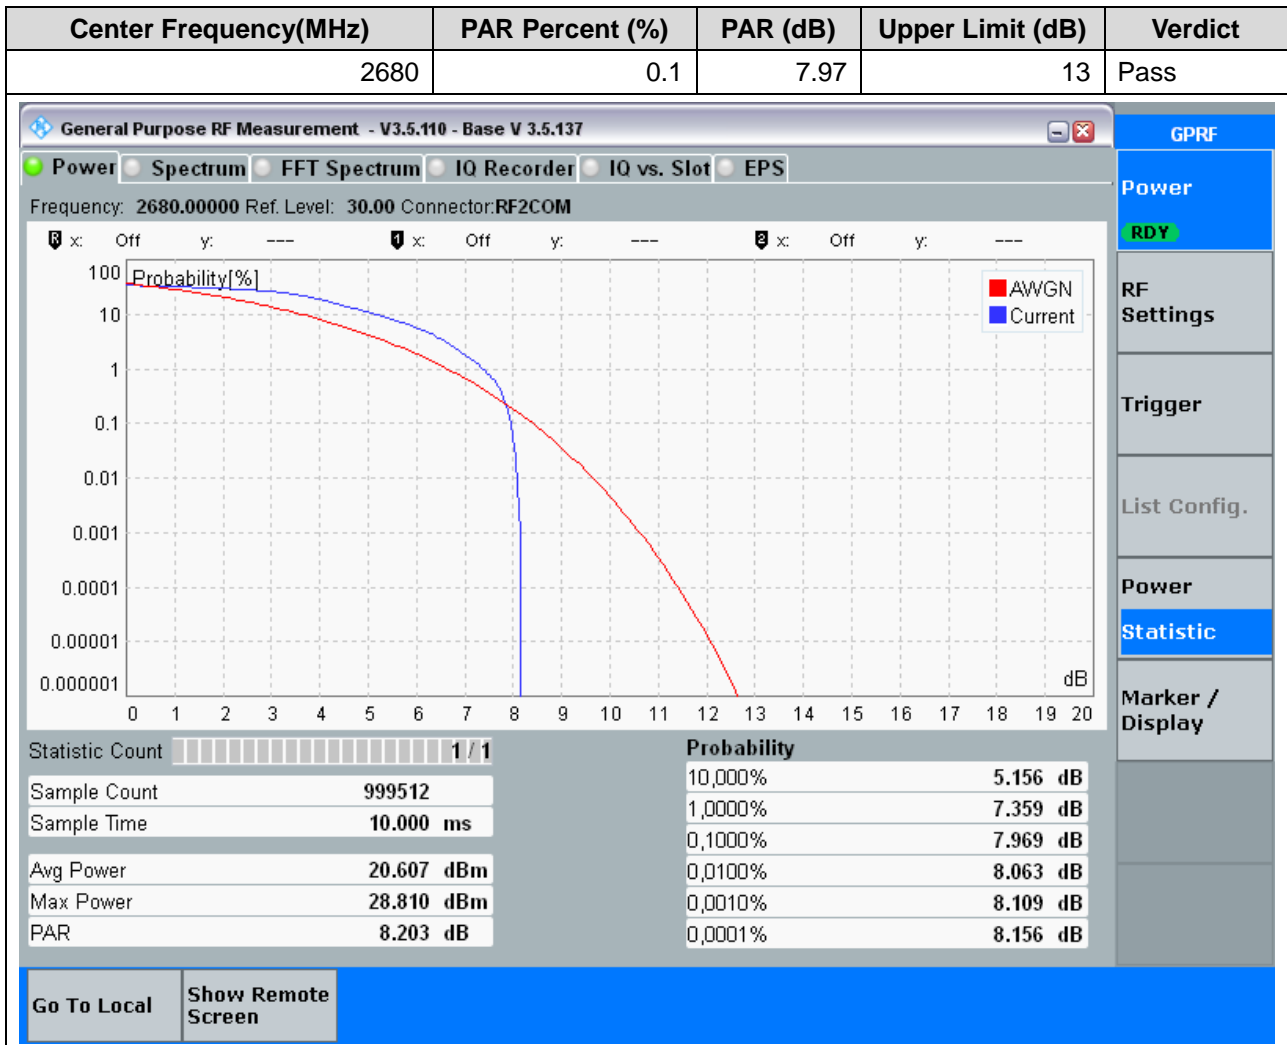 Center Frequency(MHz) PAR Percent (%) PAR (dB) Upper Limit (dB) Verdict
2680 0.1 7.97 13 Pass
General Purpose RF Measurement - V3.5.110 - Base V 3.5.137
GPRF
Power Spectrum FFT Spectrum IQ Recorder IQ vs. Slot EPS
Power
RDY
Frequency: 2680.00000 Ref. Level: 30.00 Connector:RF2COM
R x: Off y: --- 1 x: Off y: --- 2 x: Off y: ---
Probability[%]
AWGN
Current
100
10
1
0.1
0.01
0.001
0.0001
0.00001
0.000001
dB
0 1 2 3 4 5 6 7 8 9 10 11 12 13 14 15 16 17 18 19 20
RF
Settings
Trigger
List Config.
Power
Statistic
Marker /
Display
Statistic Count 1 / 1
Sample Count 999512
Sample Time 10.000 ms
Avg Power 20.607 dBm
Max Power 28.810 dBm
PAR 8.203 dB
Probability
10,000% 5.156 dB
1,0000% 7.359 dB
0,1000% 7.969 dB
0,0100% 8.063 dB
0,0010% 8.109 dB
0,0001% 8.156 dB
Go To Local
Show Remote
Screen